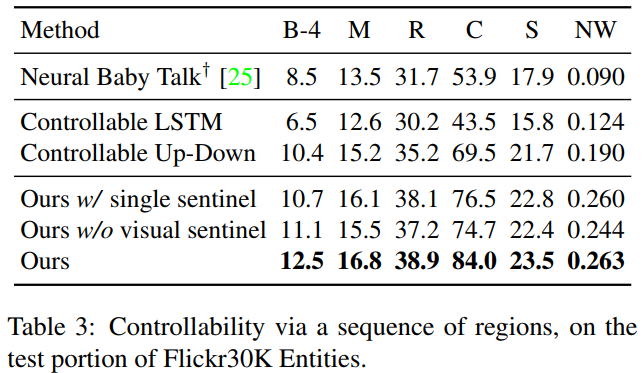 Method B-4 M R C S NW
Neural Baby Talk† [25] 8.5 13.5 31.7 53.9 17.9 0.090
Controllable LSTM 6.5 12.6 30.2 43.5 15.8 0.124
Controllable Up-Down 10.4 15.2 35.2 69.5 21.7 0.190
Ours w/ single sentinel 10.7 16.1 38.1 76.5 22.8 0.260
Ours w/o visual sentinel 11.1 15.5 37.2 74.7 22.4 0.244
Ours 12.5 16.8 38.9 84.0 23.5 0.263
Table 3: Controllability via a sequence of regions, on the
test portion of Flickr30K Entities.